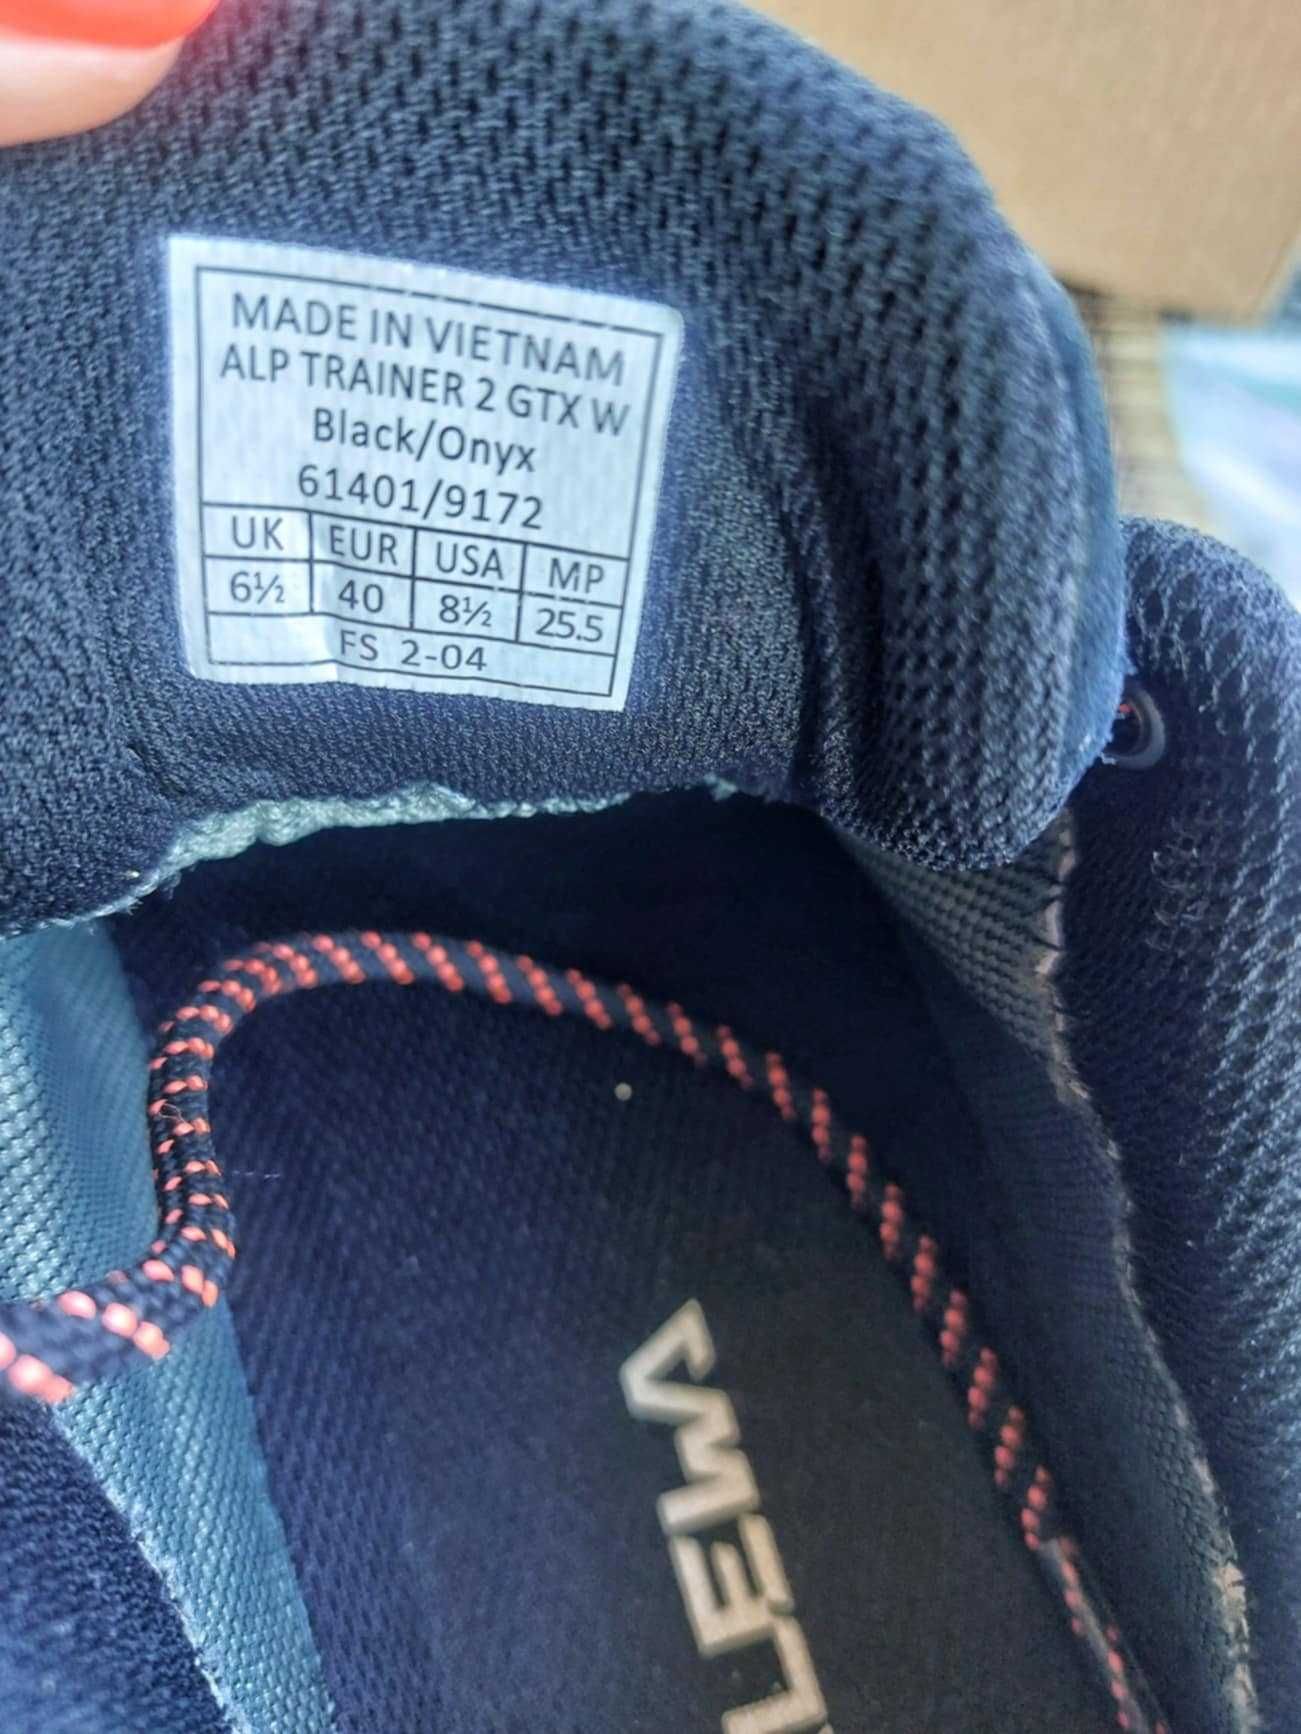 MADE IN VIETNAM
ALP TRAINER 2 GTX W
Black/Onyx
61401/9172
UK EUR USA MP
6½ 40 8½ 25.5
FS 2-04